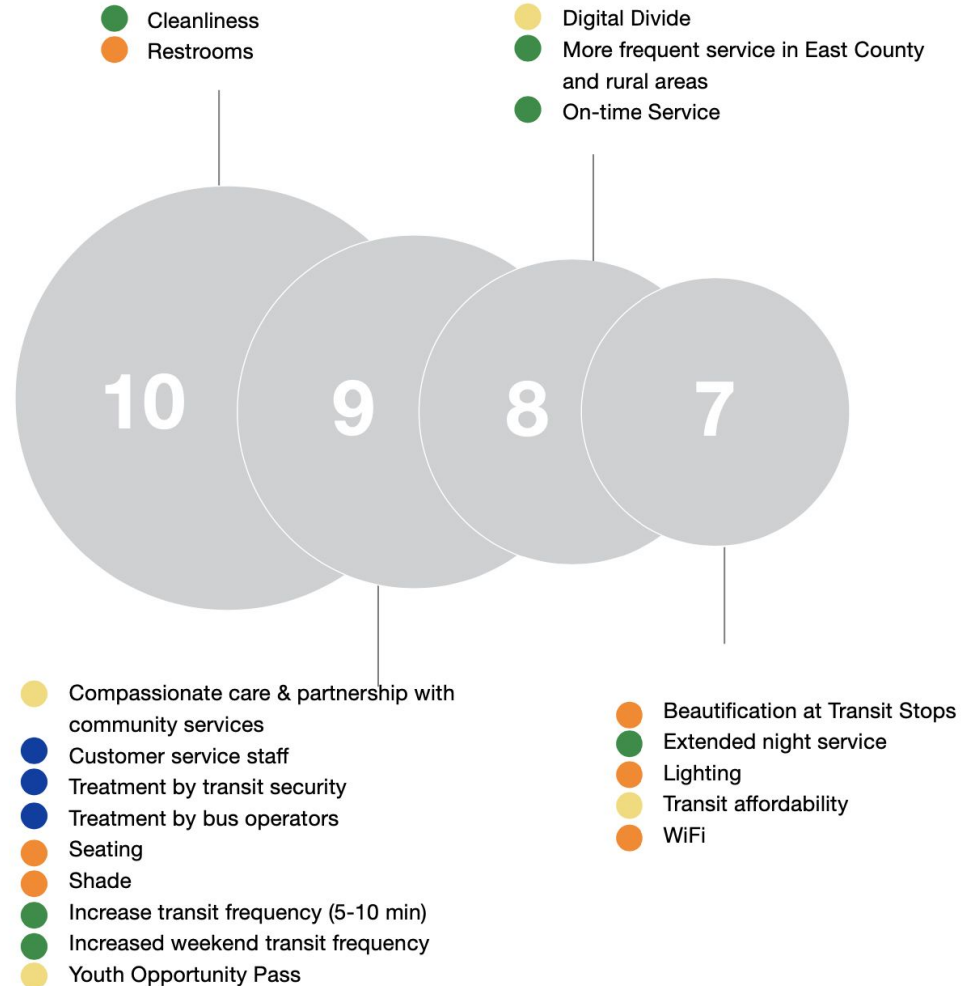 Cleanliness
Restrooms
Digital Divide
More frequent service in East County
and rural areas
On-time Service
10
9
8
7
Compassionate care & partnership with
community services
Customer service staff
Treatment by transit security
Treatment by bus operators
Seating
Shade
Increase transit frequency (5-10 min)
Increased weekend transit frequency
Youth Opportunity Pass
Beautification at Transit Stops
Extended night service
Lighting
Transit affordability
WiFi